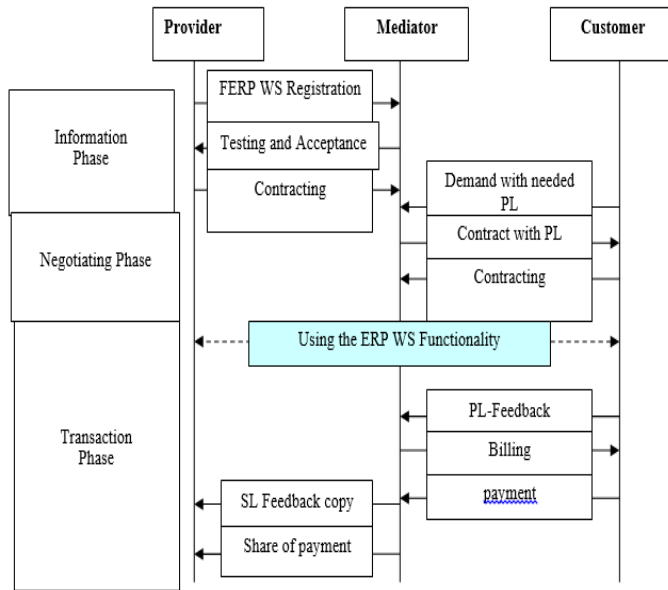 Provider
Mediator
Customer
FERP WS Registration
Information
Phase
Testing and Acceptance
Contracting
Demand with needed
PL
Contract with PL
Negotiating Phase
Contracting
Using the ERP WS Functionality
PL-Feedback
Transaction
Phase
Billing
payment
SL Feedback copy
Share of payment